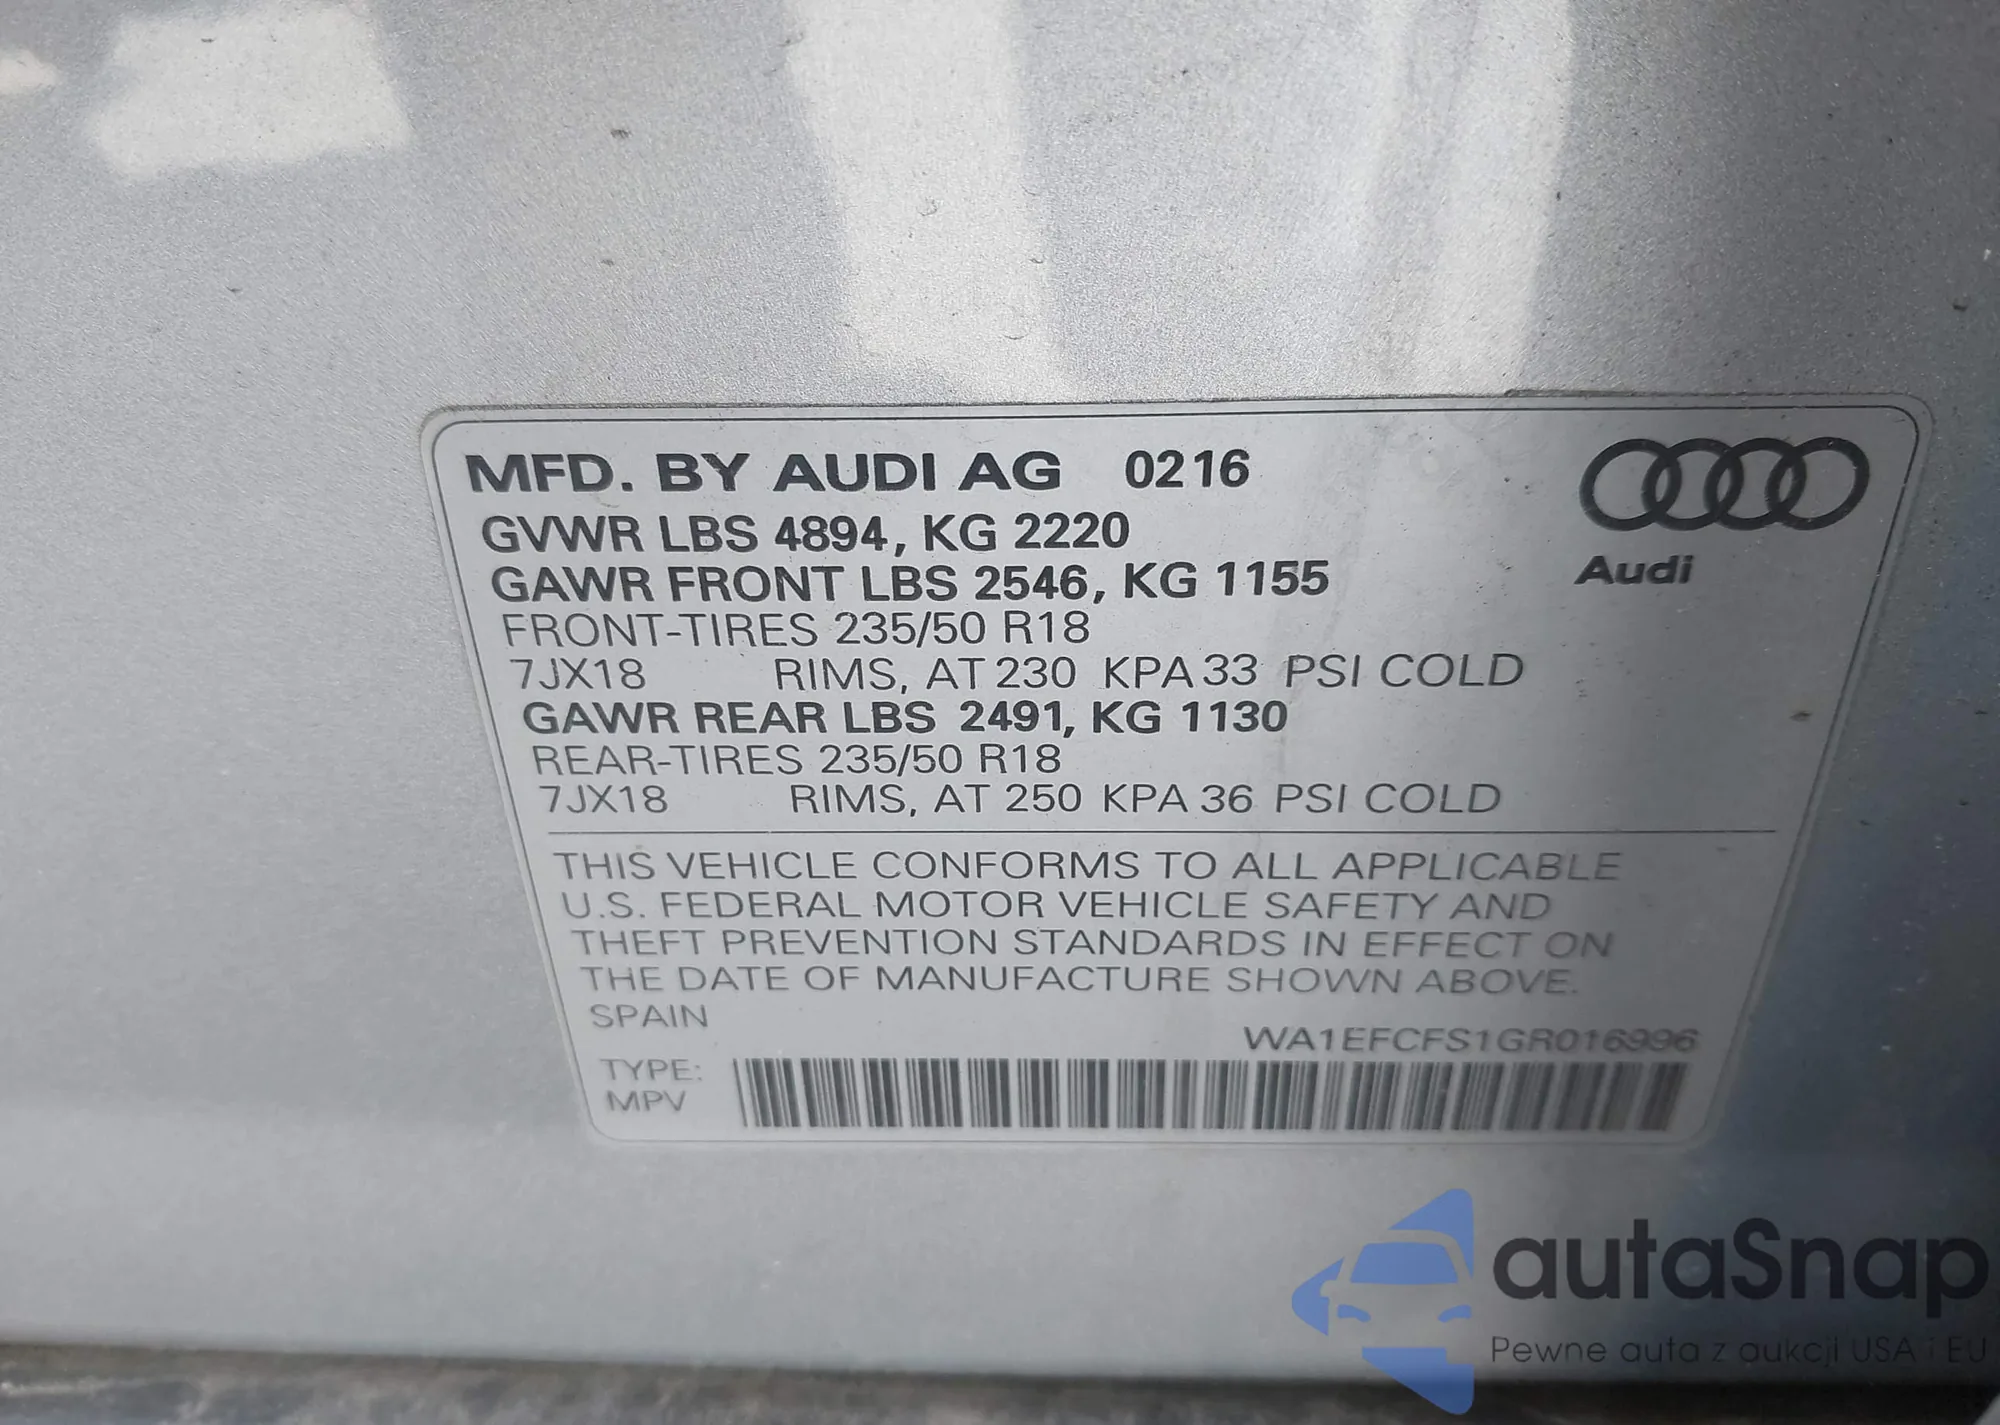 MFD. BY AUDI AG 0216
GVWR LBS 4894, KG 2220
GAWR FRONT LBS 2546, KG 1155
Audi
FRONT-TIRES 235/50 R18
7JX18 RIMS, AT 230 KPA 33 PSI COLD
GAWR REAR LBS 2491, KG 1130
REAR-TIRES 235/50 R18
7JX18 RIMS, AT 250 KPA 36 PSI COLD
THIS VEHICLE CONFORMS TO ALL APPLICABLE
U.S. FEDERAL MOTOR VEHICLE SAFETY AND
THEFT PREVENTION STANDARDS IN EFFECT ON
THE DATE OF MANUFACTURE SHOWN ABOVE.
SPAIN
WA1EFCFS1GR016996
TYPE:
MPV
autaSnap
Pewne auta z aukcji USA i EU